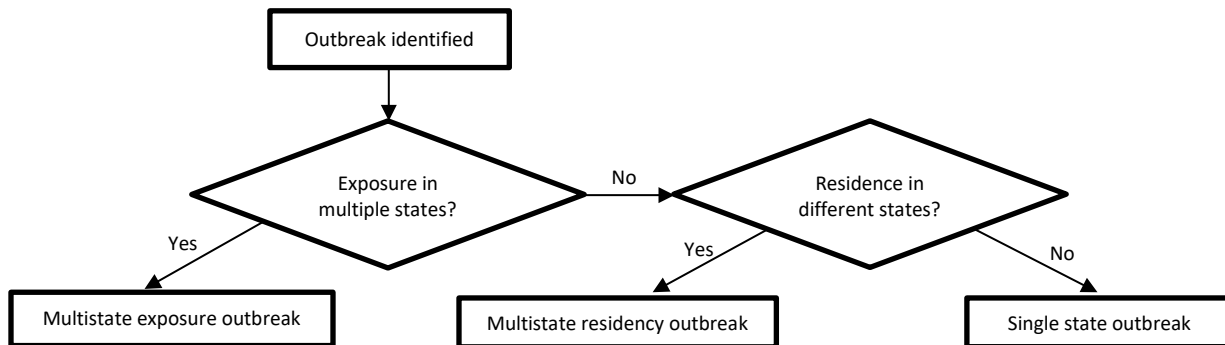 Outbreak identified
Exposure in
multiple states?
No
Residence in
different states?
Yes
Yes
No
Multistate exposure outbreak
Multistate residency outbreak
Single state outbreak